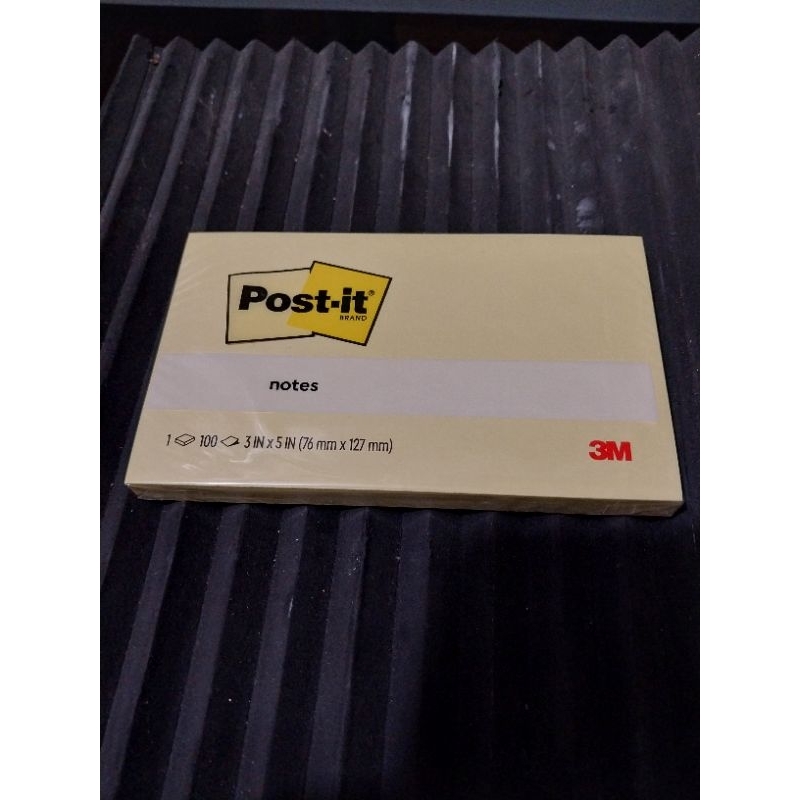 Post-it®
BRAND
notes
1 100 3 IN x 5 IN (76 mm x 127 mm)
3M